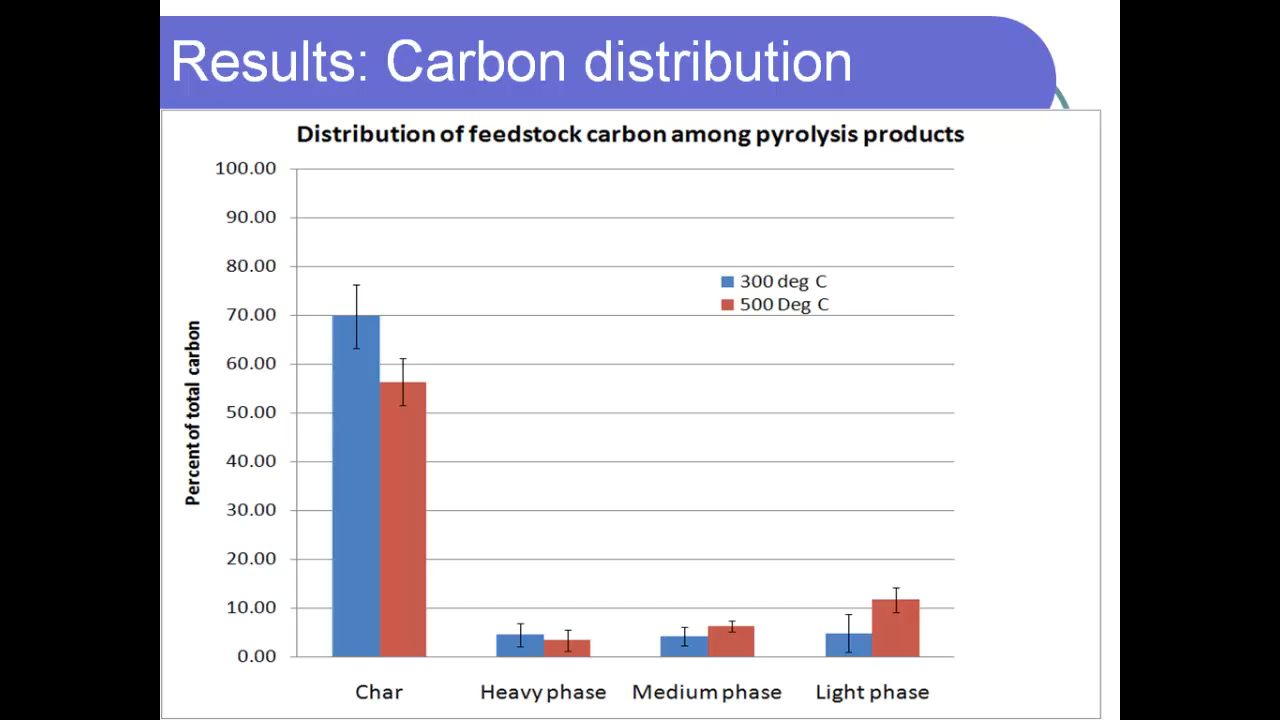 Results: Carbon distribution
Distribution of feedstock carbon among pyrolysis products
100.00
90.00
80.00
70.00
60.00
50.00
40.00
30.00
20.00
10.00
0.00
Percent of total carbon
300 deg C
500 Deg C
Char
Heavy phase
Medium phase
Light phase